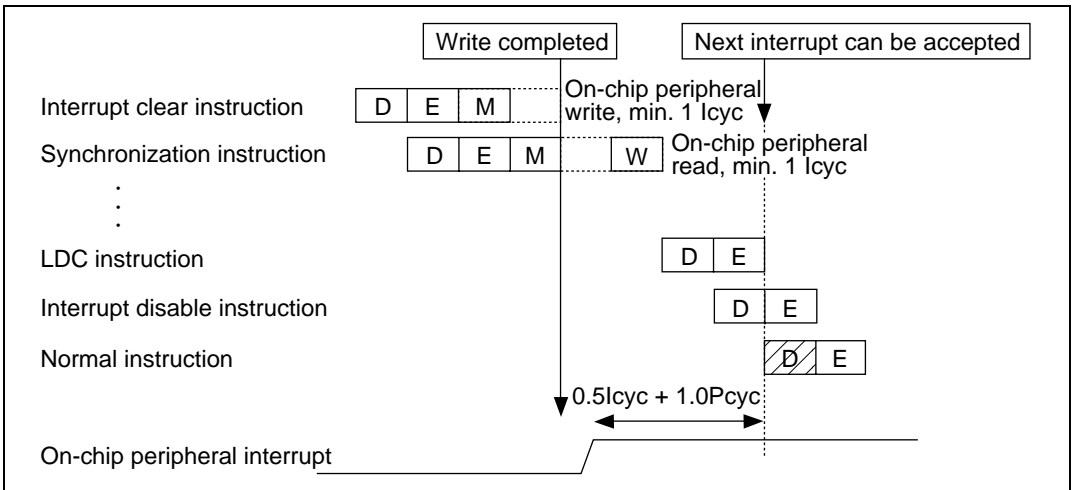 Write completed
Next interrupt can be accepted
Interrupt clear instruction
D E M
On-chip peripheral
write, min. 1 Icyc
Synchronization instruction
D E M W
On-chip peripheral
read, min. 1 Icyc
.
.
.
LDC instruction
D E
Interrupt disable instruction
D E
Normal instruction
D E
0.5Icyc + 1.0Pcyc
On-chip peripheral interrupt